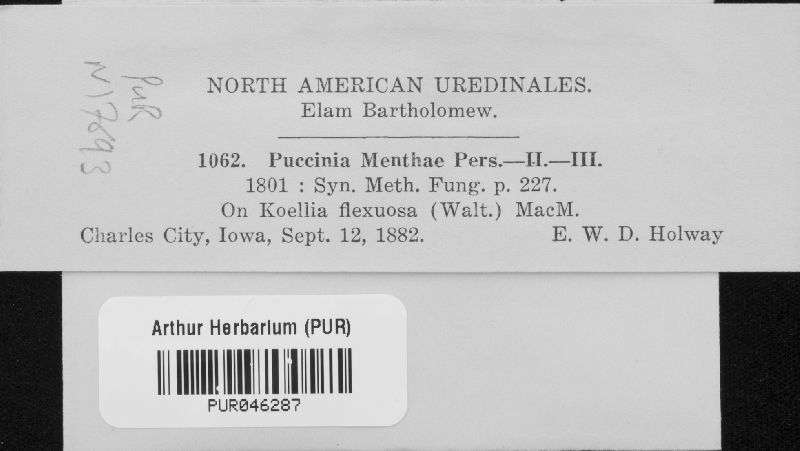 PUR
N17893
NORTH AMERICAN UREDINALES.
Elam Bartholomew.
1062. Puccinia Menthae Pers.—II.—III.
1801 : Syn. Meth. Fung. p. 227.
On Koellia flexuosa (Walt.) MacM.
Charles City, Iowa, Sept. 12, 1882. E. W. D. Holway
Arthur Herbarium (PUR)
PUR046287